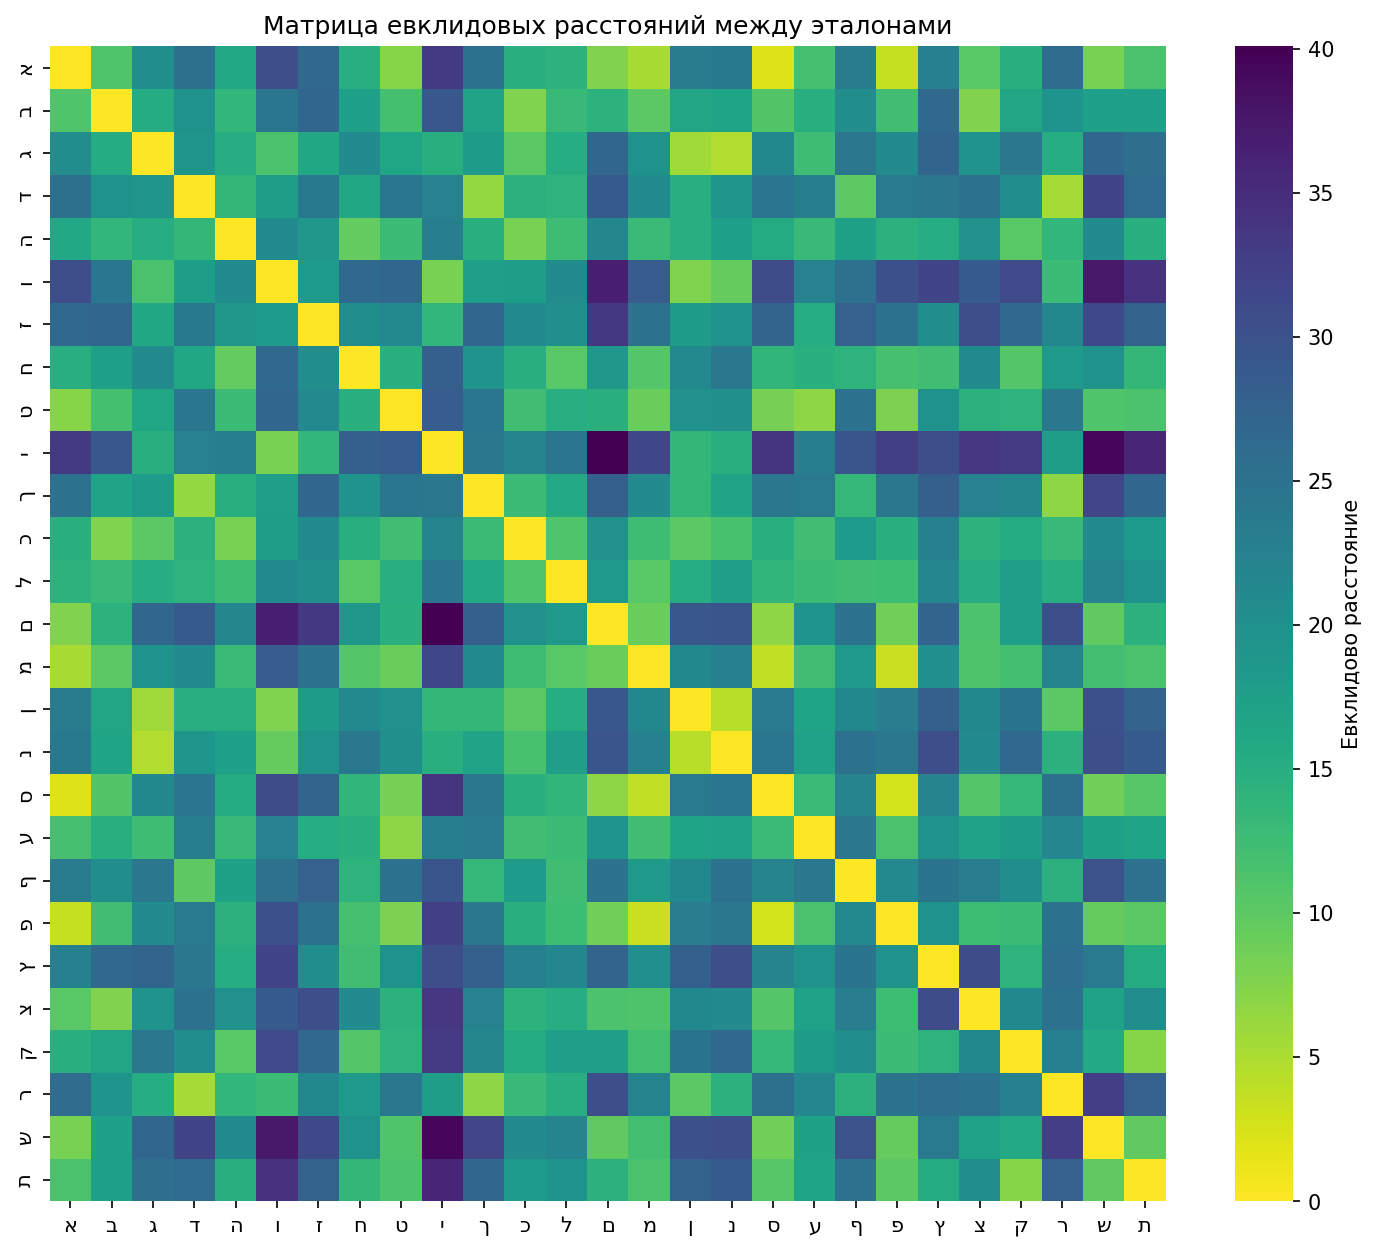 Матрица евклидовых расстояний между эталонами
א
ב
ג
ד
ה
ו
ז
ח
ט
י
ך
כ
ל
ם
מ
ן
נ
ס
ע
ף
פ
ץ
צ
ק
ר
ש
ת
א ב ג ד ה ו ז ח ט י ך כ ל ם מ ן נ ס ע ף פ ץ צ ק ר ש ת
40
35
30
25
20
15
10
5
0
Евклидово расстояние